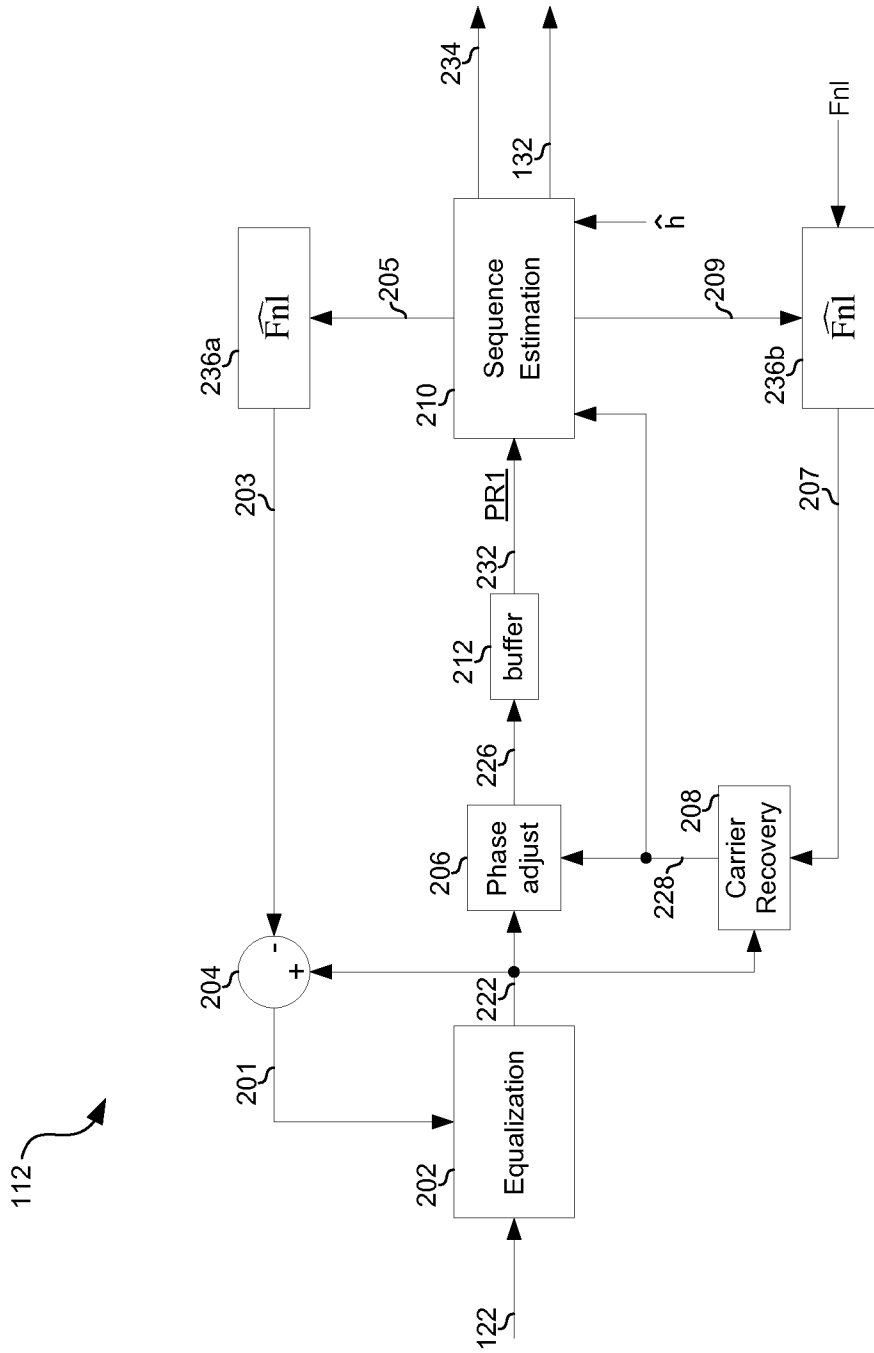 112
122
202
Equalization
201
204
+
-
222
206
Phase
adjust
208
Carrier
Recovery
228
226
212
buffer
232
PR1
203
207
210
Sequence
Estimation
ĥ
205
209
236a
F̂nl
236b
F̂nl
Fnl
234
132